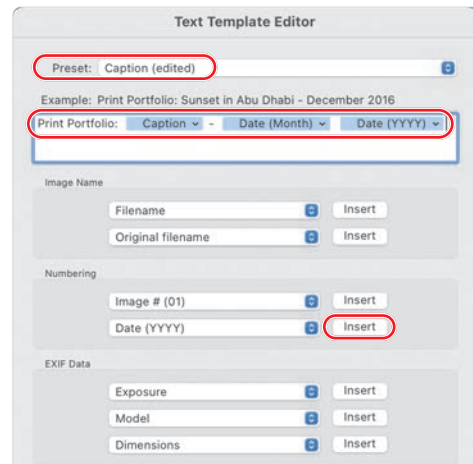 Text Template Editor
Preset: Caption (edited)
Example: Print Portfolio: Sunset in Abu Dhabi - December 2016
Print Portfolio: Caption - Date (Month) Date (YYYY)
Image Name
Filename Insert
Original filename Insert
Numbering
Image # (01) Insert
Date (YYYY) Insert
EXIF Data
Exposure Insert
Model Insert
Dimensions Insert